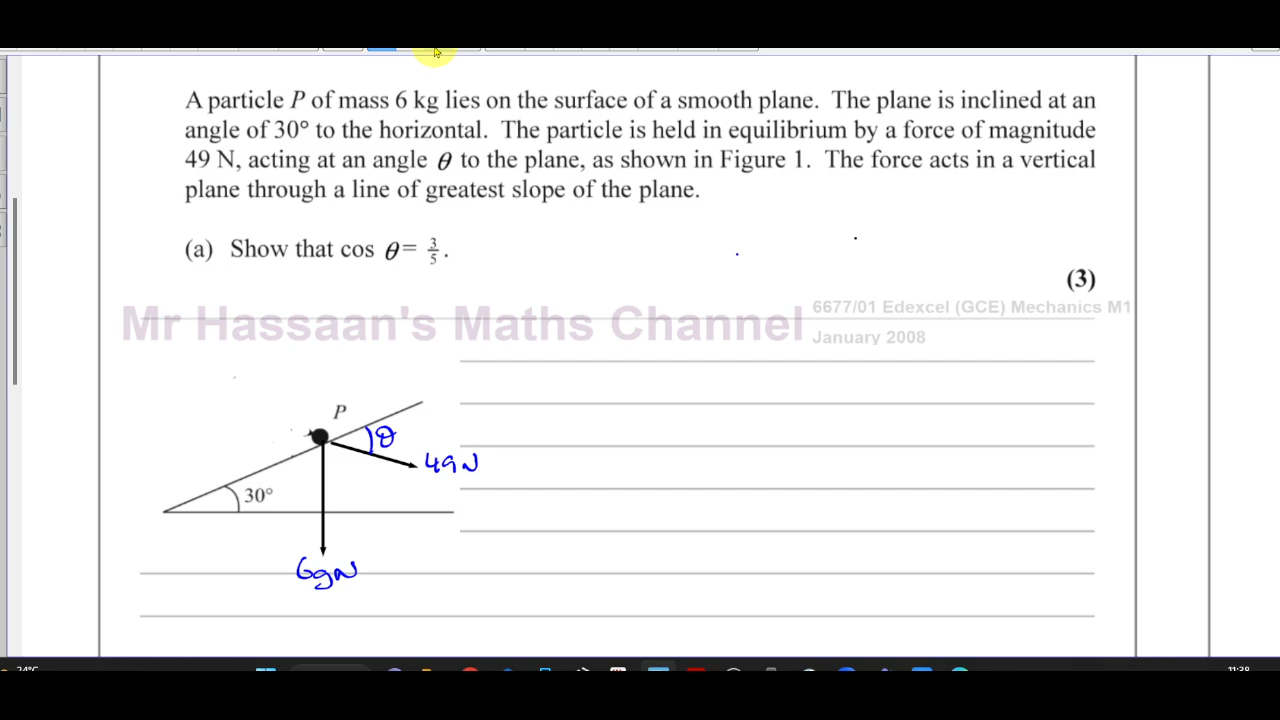 A particle P of mass 6 kg lies on the surface of a smooth plane. The plane is inclined at an
angle of 30° to the horizontal. The particle is held in equilibrium by a force of magnitude
49 N, acting at an angle θ to the plane, as shown in Figure 1. The force acts in a vertical
plane through a line of greatest slope of the plane.
(a) Show that cos θ = 3/5.
(3)
Mr Hassaan's Maths Channel
6677/01 Edexcel (GCE) Mechanics M1
January 2008
P
θ
49N
30°
6gN